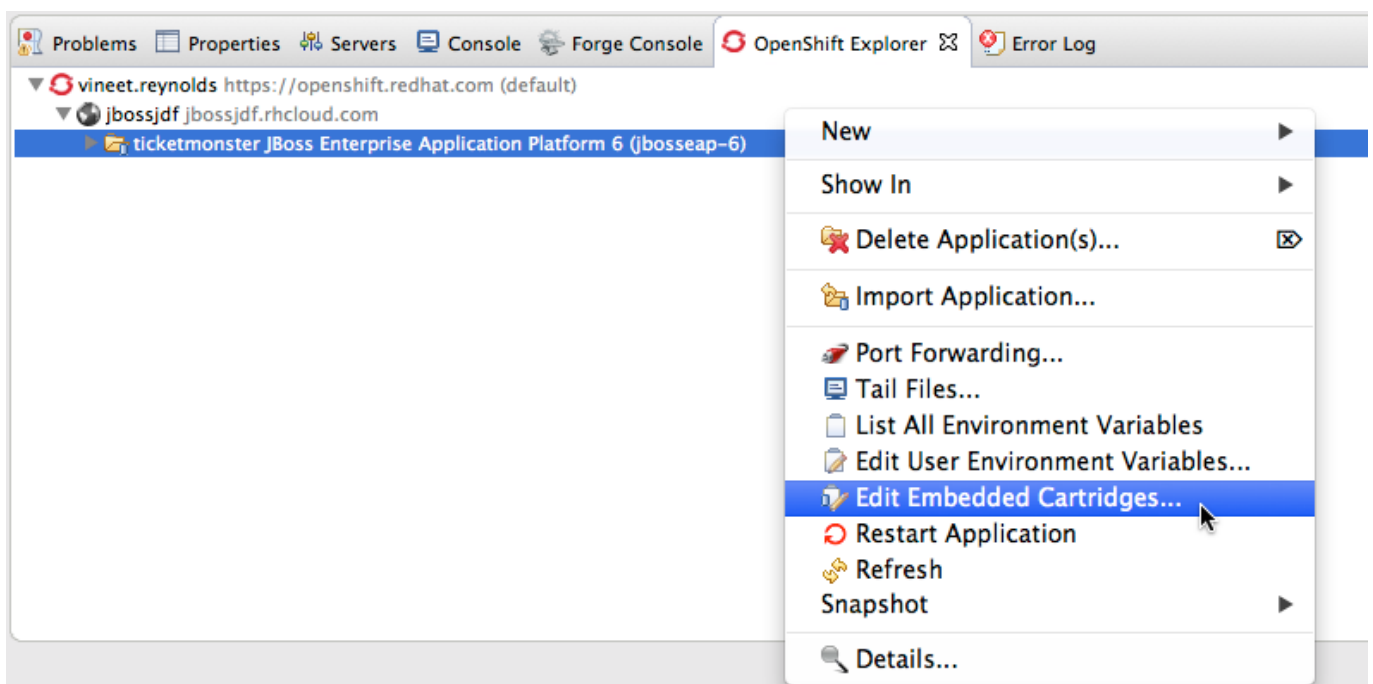 Problems Properties Servers Console Forge Console OpenShift Explorer Error Log
vineet.reynolds https://openshift.redhat.com (default)
jbossjdf jbossjdf.rhcloud.com
ticketmonster JBoss Enterprise Application Platform 6 (jbosseap-6)
New
Show In
Delete Application(s)...
Import Application...
Port Forwarding...
Tail Files...
List All Environment Variables
Edit User Environment Variables...
Edit Embedded Cartridges...
Restart Application
Refresh
Snapshot
Details...